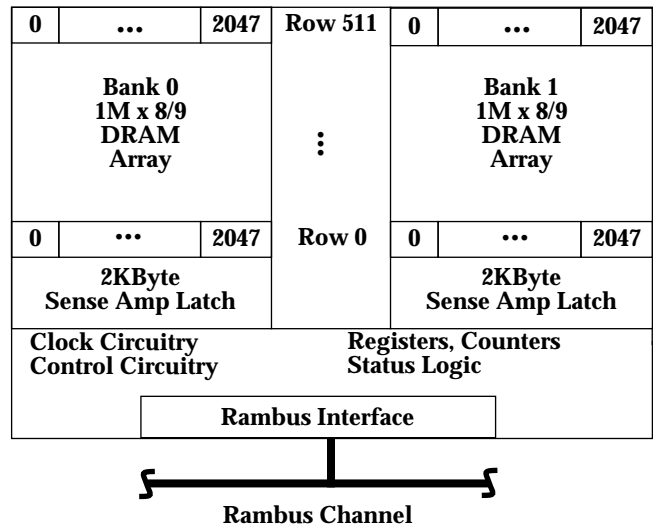 0 ... 2047 Row 511 0 ... 2047
Bank 0
1M x 8/9
DRAM
Array
Bank 1
1M x 8/9
DRAM
Array
0 ... 2047 Row 0 0 ... 2047
2KByte
Sense Amp Latch
2KByte
Sense Amp Latch
Clock Circuitry
Control Circuitry
Registers, Counters
Status Logic
Rambus Interface
Rambus Channel